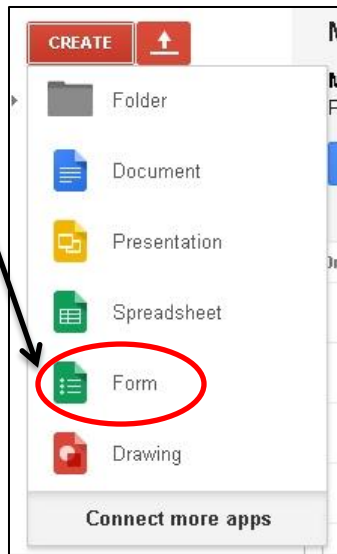 CREATE
Folder
Document
Presentation
Spreadsheet
Form
Drawing
Connect more apps